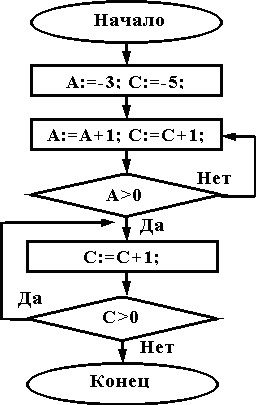 Начало
А:=-3; С:=-5;
А:=А+1; С:=С+1;
Нет
А>0
Да
С:=С+1;
Да
С>0
Нет
Конец